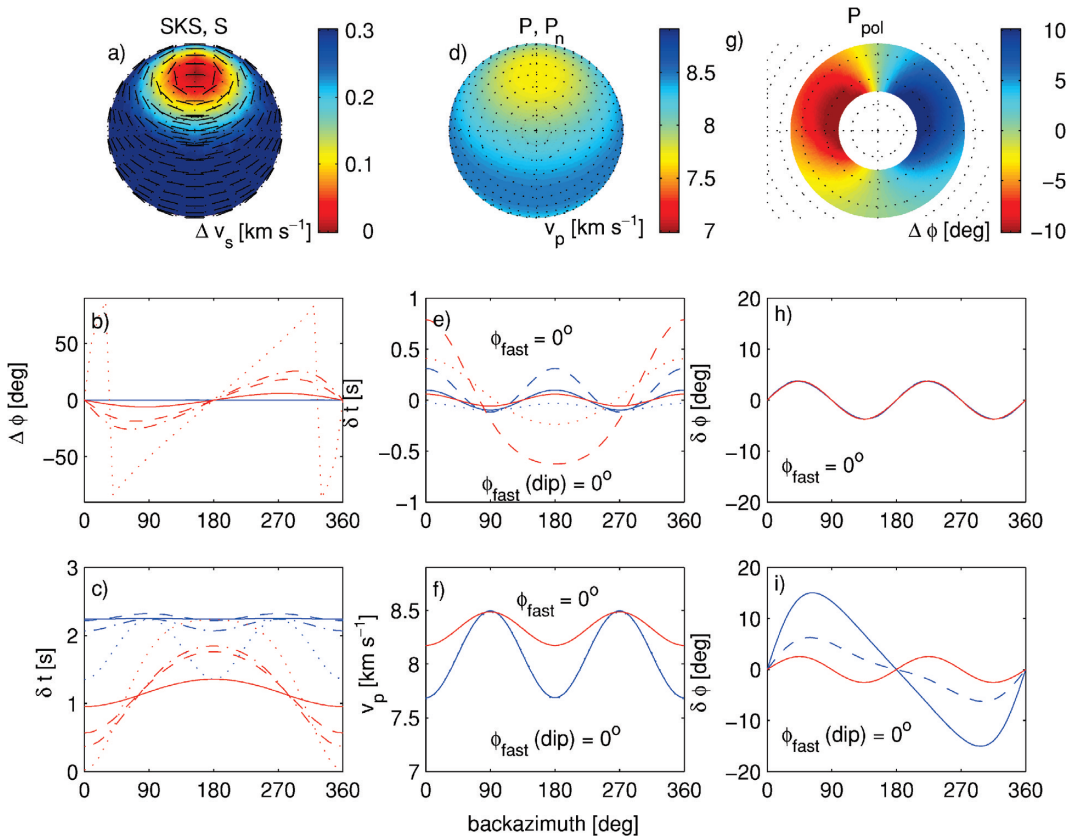 SKS, S
a)
0.3
0.2
0.1
0
Δ v_s [km s⁻¹]
P, P_n
d)
8.5
8
7.5
7
v_p [km s⁻¹]
P_pol
g)
10
5
0
−5
−10
Δ ϕ [deg]
b)
50
0
−50
Δ ϕ [deg]
0 90 180 270 360
e)
1
0.5
0
−0.5
−1
δ t [s]
ϕ_fast = 0°
ϕ_fast (dip) = 0°
0 90 180 270 360
h)
20
10
0
−10
−20
δ ϕ [deg]
ϕ_fast = 0°
0 90 180 270 360
c)
3
2
1
0
δ t [s]
0 90 180 270 360
f)
8.5
8
7.5
7
v_p [km s⁻¹]
ϕ_fast = 0°
ϕ_fast (dip) = 0°
0 90 180 270 360
i)
20
10
0
−10
−20
δ ϕ [deg]
ϕ_fast (dip) = 0°
0 90 180 270 360
backazimuth [deg]